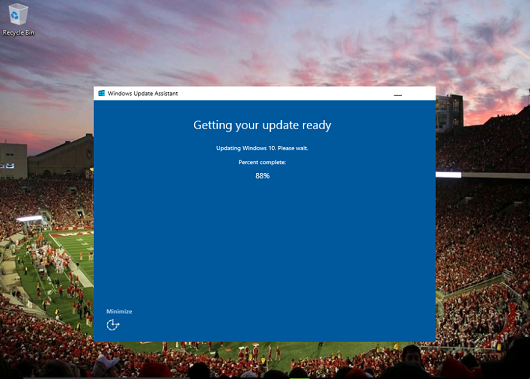 Recycle Bin
Windows Update Assistant
Getting your update ready
Updating Windows 10. Please wait.
Percent complete:
88%
Minimize